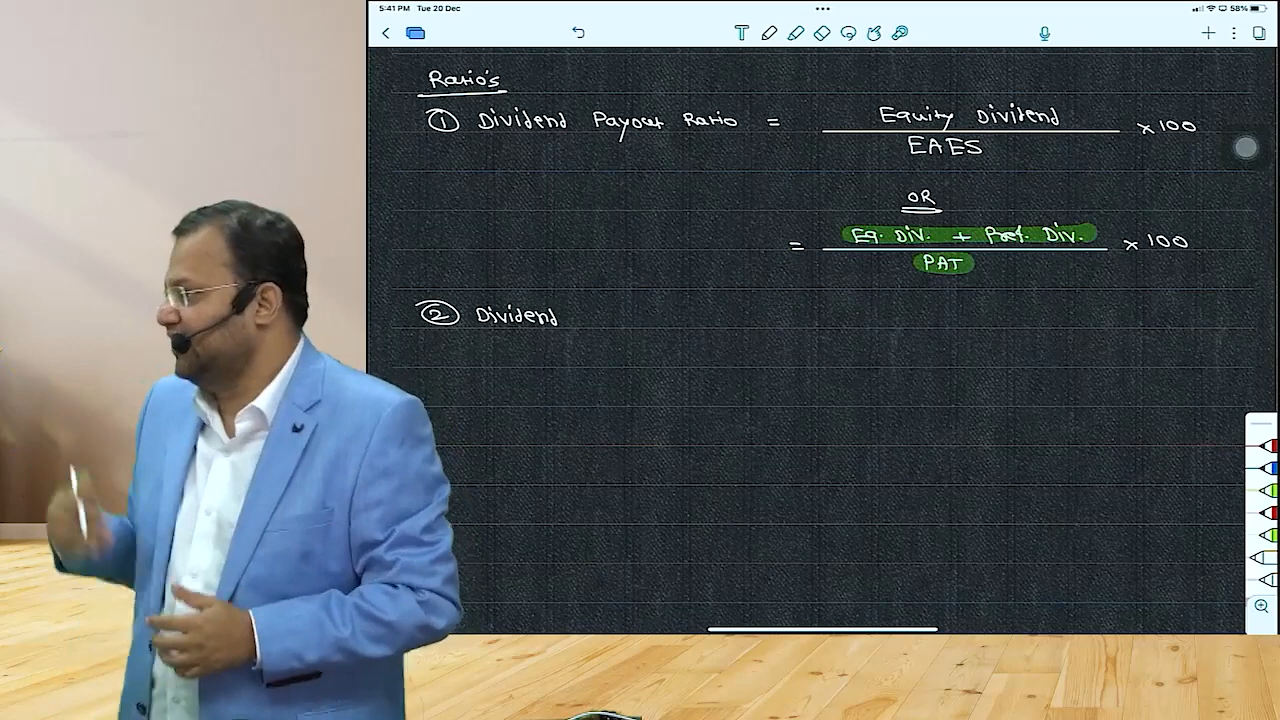 5:41 PM Tue 20 Dec
58%
Ratio's
① Dividend Payout Ratio = Equity Dividend / EAES × 100
OR
= Eq. Div. + Pref. Div. / PAT × 100
② Dividend